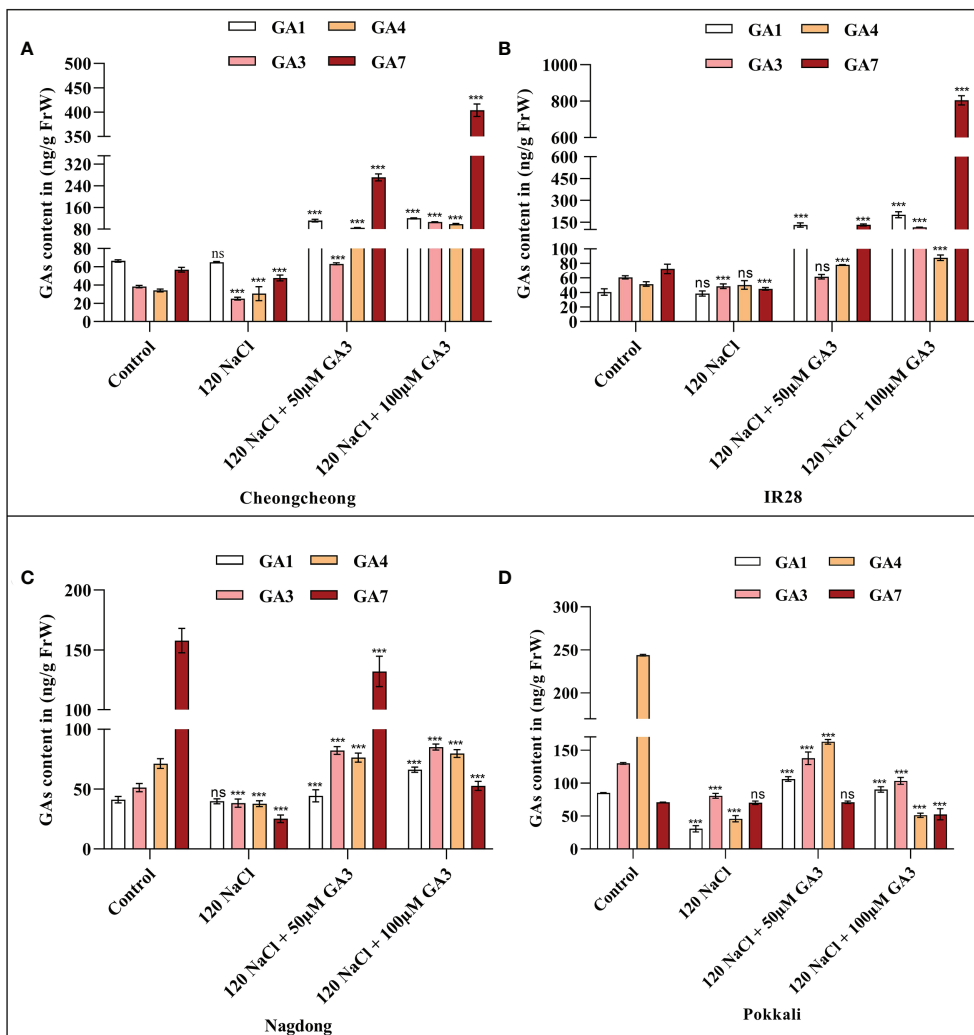 A
GA1 GA4
GA3 GA7
GAs content in (ng/g FrW)
500
450
400
350
320
240
160
80
80
60
40
20
0
ns
***
***
***
***
***
***
***
***
***
***
Control
120 NaCl
120 NaCl + 50µM GA3
120 NaCl + 100µM GA3
Cheongcheong
B
GA1 GA4
GA3 GA7
GAs content in (ng/g FrW)
1000
800
600
600
450
300
150
100
80
60
40
20
0
ns
***
ns
***
***
ns
***
***
***
***
***
***
Control
120 NaCl
120 NaCl + 50µM GA3
120 NaCl + 100µM GA3
IR28
C
GA1 GA4
GA3 GA7
GAs content in (ng/g FrW)
200
150
100
100
50
0
ns
***
***
***
***
***
***
***
***
***
***
***
Control
120 NaCl
120 NaCl + 50µM GA3
120 NaCl + 100µM GA3
Nagdong
D
GA1 GA4
GA3 GA7
GAs content in (ng/g FrW)
300
250
200
150
100
50
0
***
***
***
ns
***
***
***
ns
***
***
***
***
Control
120 NaCl
120 NaCl + 50µM GA3
120 NaCl + 100µM GA3
Pokkali